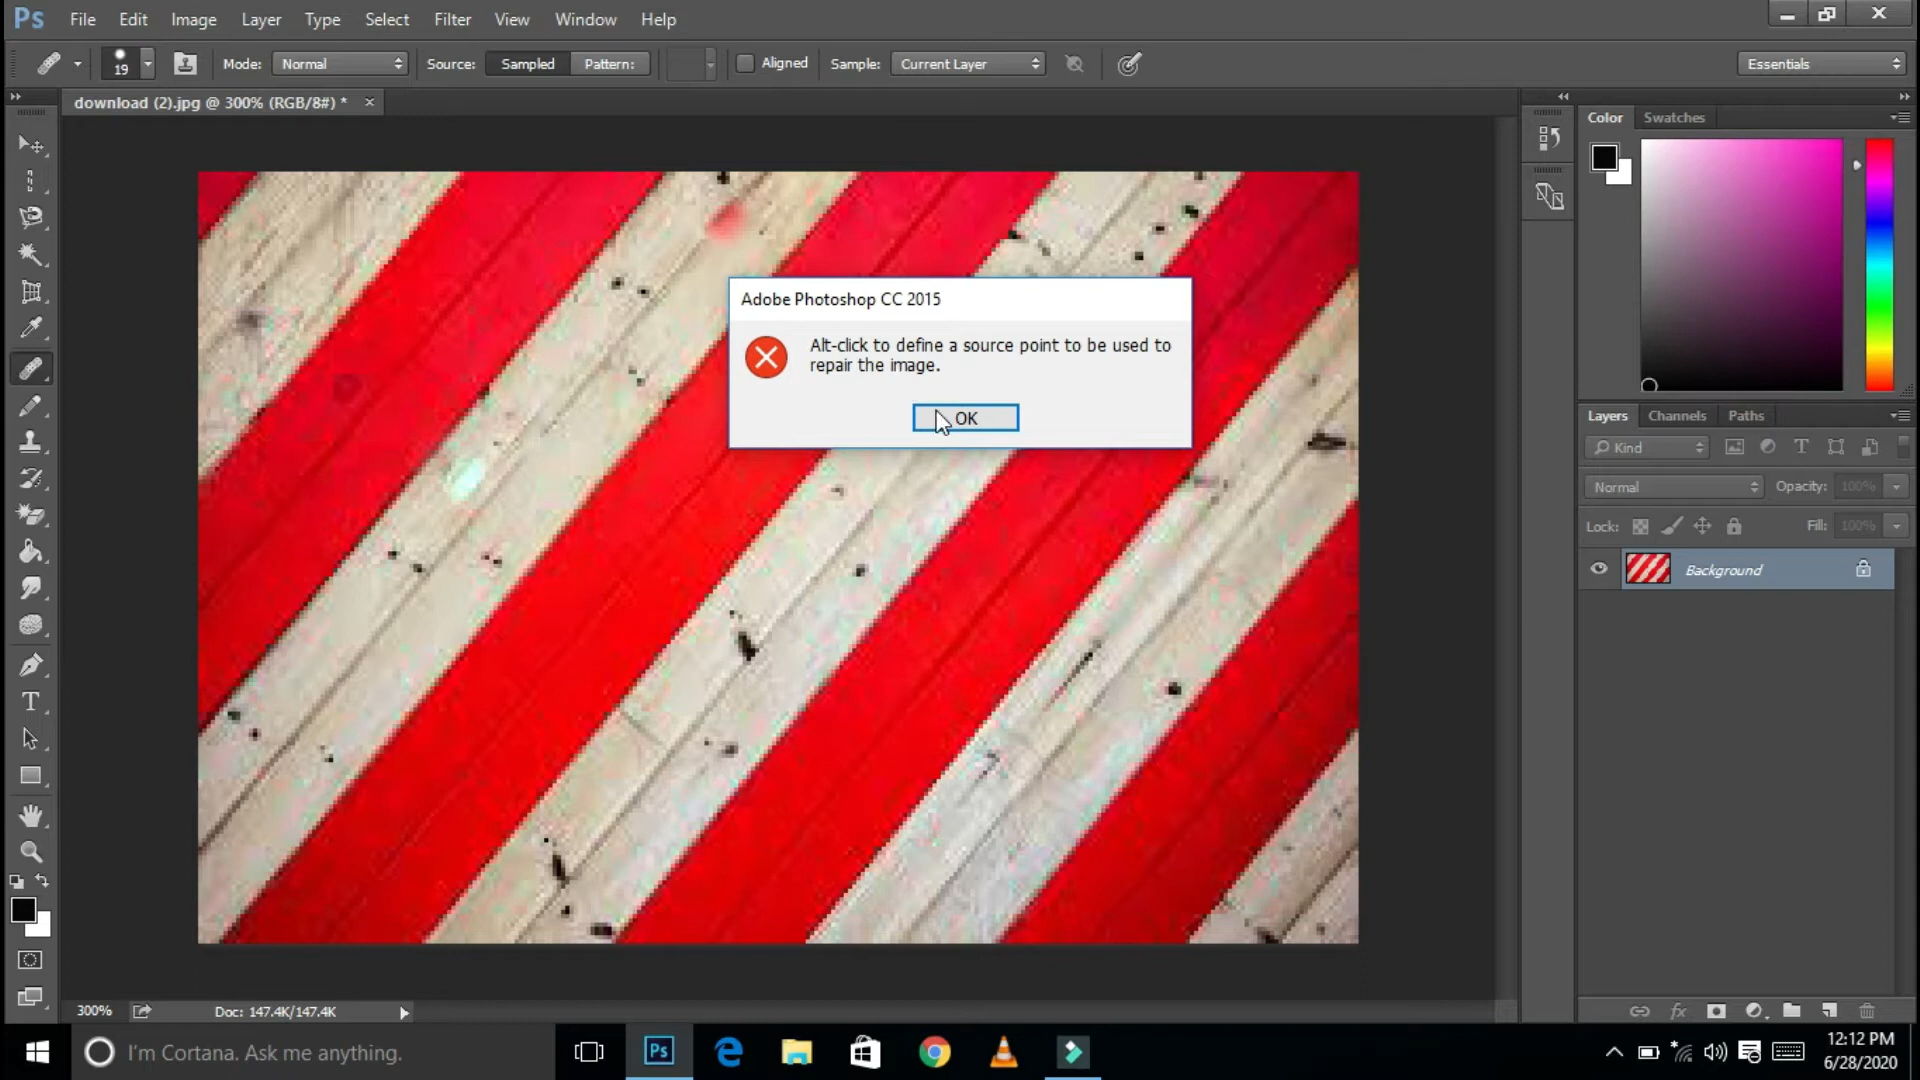 Ps File Edit Image Layer Type Select Filter View Window Help
19 Mode: Normal Source: Sampled Pattern: Aligned Sample: Current Layer Essentials
download (2).jpg @ 300% (RGB/8#) * ×
Color Swatches
Adobe Photoshop CC 2015
Alt-click to define a source point to be used to
repair the image.
OK
Layers Channels Paths
Kind
Normal Opacity: 100%
Lock: Fill: 100%
Background
300% Doc: 147.4K/147.4K
I'm Cortana. Ask me anything.
Ps
12:12 PM
6/28/2020